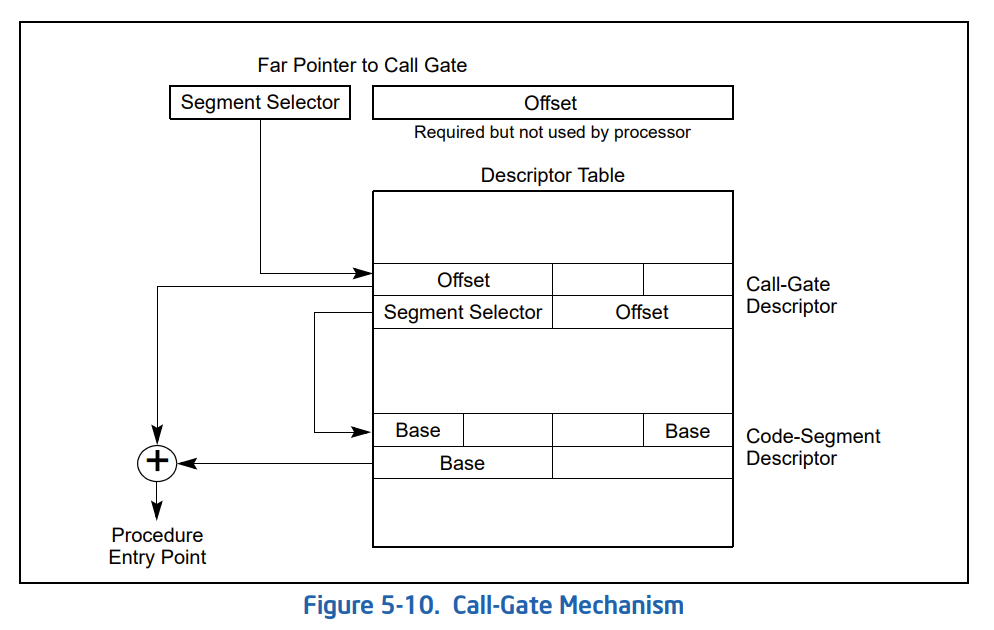 Far Pointer to Call Gate
Segment Selector
Offset
Required but not used by processor
Descriptor Table
Offset
Segment Selector
Offset
Call-Gate
Descriptor
Base
Base
Base
Code-Segment
Descriptor
+
Procedure
Entry Point
Figure 5-10. Call-Gate Mechanism